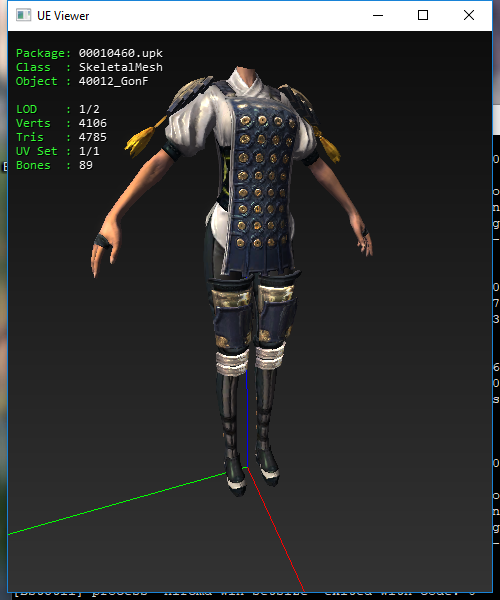 UE Viewer
Package: 00010460.upk
Class : SkeletalMesh
Object : 40012_GonF
LOD : 1/2
Verts : 4106
Tris : 4785
UV Set : 1/1
Bones : 89